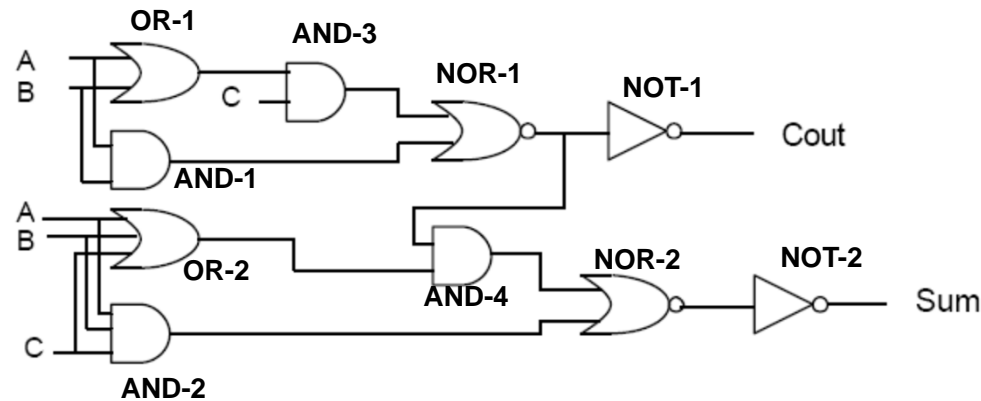 OR-1
AND-3
A
B
C
NOR-1
NOT-1
Cout
AND-1
A
B
OR-2
AND-4
NOR-2
NOT-2
Sum
C
AND-2